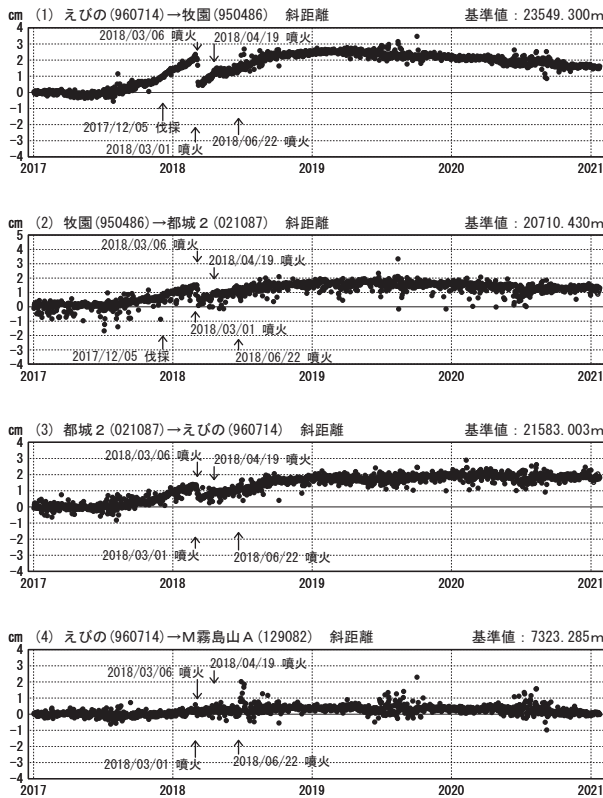 cm (1) えびの(960714)→牧園(950486) 斜距離 基準値：23549.300m
4
3
2
1
0
-1
-2
-3
-4
2018/03/06 噴火
2018/04/19 噴火
2017/12/05 伐採
2018/03/01 噴火
2018/06/22 噴火
2017 2018 2019 2020 2021
cm (2) 牧園(950486)→都城２(021087) 斜距離 基準値：20710.430m
5
4
3
2
1
0
-1
-2
-3
-4
2018/03/06 噴火
2018/04/19 噴火
2018/03/01 噴火
2017/12/05 伐採
2018/06/22 噴火
2017 2018 2019 2020 2021
cm (3) 都城２(021087)→えびの(960714) 斜距離 基準値：21583.003m
4
3
2
1
0
-1
-2
-3
-4
2018/03/06 噴火
2018/04/19 噴火
2018/03/01 噴火
2018/06/22 噴火
2017 2018 2019 2020 2021
cm (4) えびの(960714)→Ｍ霧島山Ａ(129082) 斜距離 基準値：7323.285m
4
3
2
1
0
-1
-2
-3
-4
2018/03/06 噴火
2018/04/19 噴火
2018/03/01 噴火
2018/06/22 噴火
2017 2018 2019 2020 2021